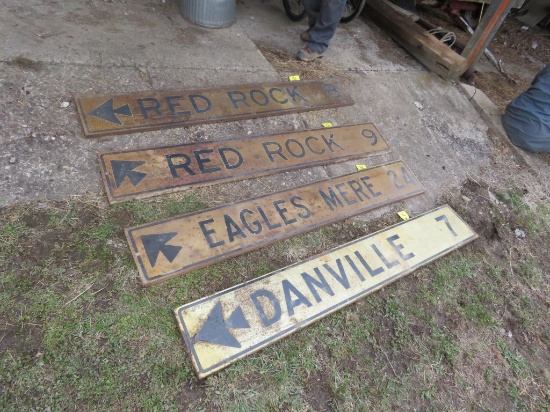 RED ROCK
RED ROCK 9
EAGLES MERE 24
DANVILLE 7